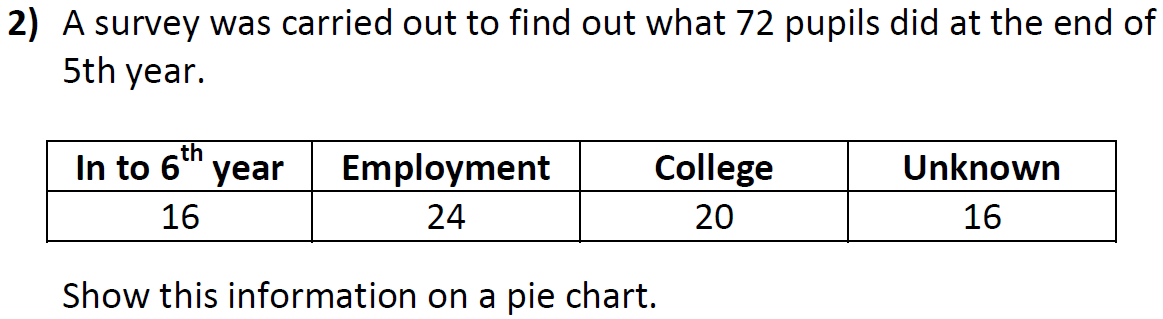 2) A survey was carried out to find out what 72 pupils did at the end of
5th year.
In to 6th year Employment College Unknown
16 24 20 16
Show this information on a pie chart.